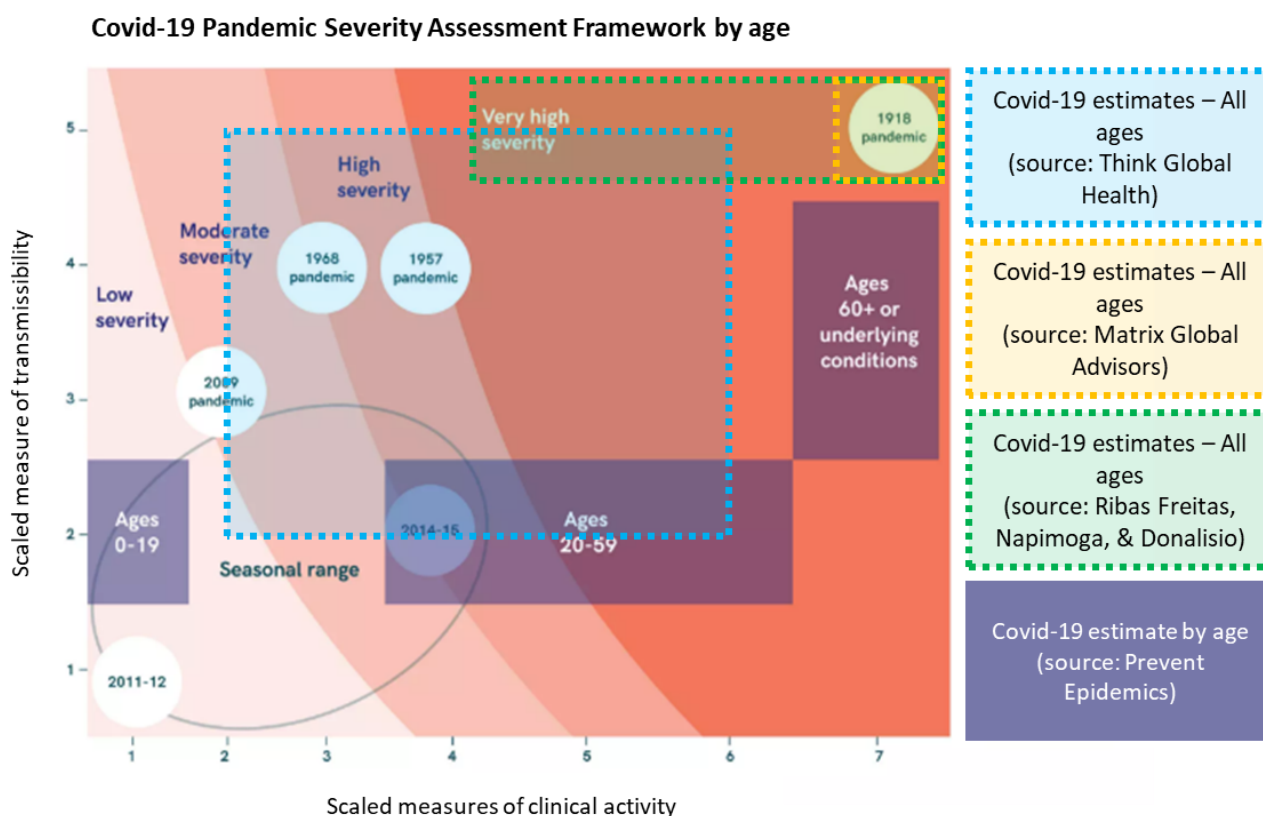 Covid-19 Pandemic Severity Assessment Framework by age
Scaled measure of transmissibility
5
4
3
2
1
Very high
severity
1918
pandemic
High
severity
Moderate
severity
1968
pandemic
1957
pandemic
Low
severity
Ages
60+ or
underlying
conditions
2009
pandemic
Ages
0-19
2014-15
Ages
20-59
Seasonal range
2011-12
1
2
3
4
5
6
7
Scaled measures of clinical activity
Covid-19 estimates – All
ages
(source: Think Global
Health)
Covid-19 estimates – All
ages
(source: Matrix Global
Advisors)
Covid-19 estimates – All
ages
(source: Ribas Freitas,
Napimoga, & Donalisio)
Covid-19 estimate by age
(source: Prevent
Epidemics)